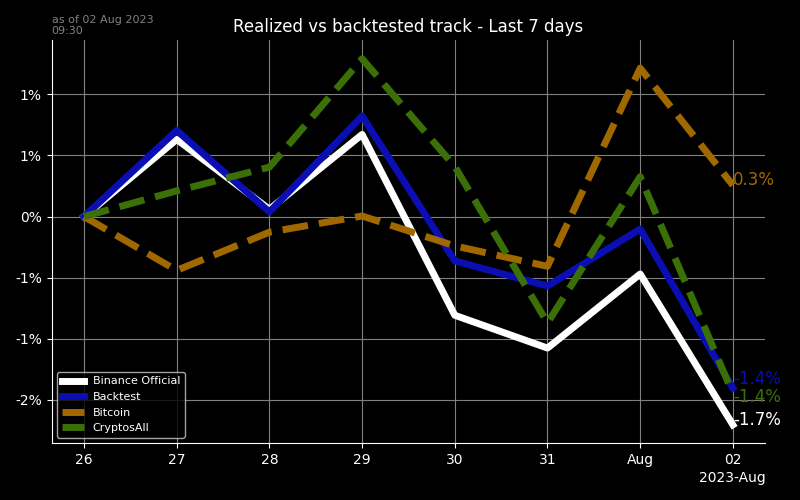 as of 02 Aug 2023
09:30
Realized vs backtested track - Last 7 days
1%
1%
0%
-1%
-1%
-2%
0.3%
-1.4%
-1.4%
-1.7%
Binance Official
Backtest
Bitcoin
CryptosAll
26 27 28 29 30 31 Aug 02
2023-Aug